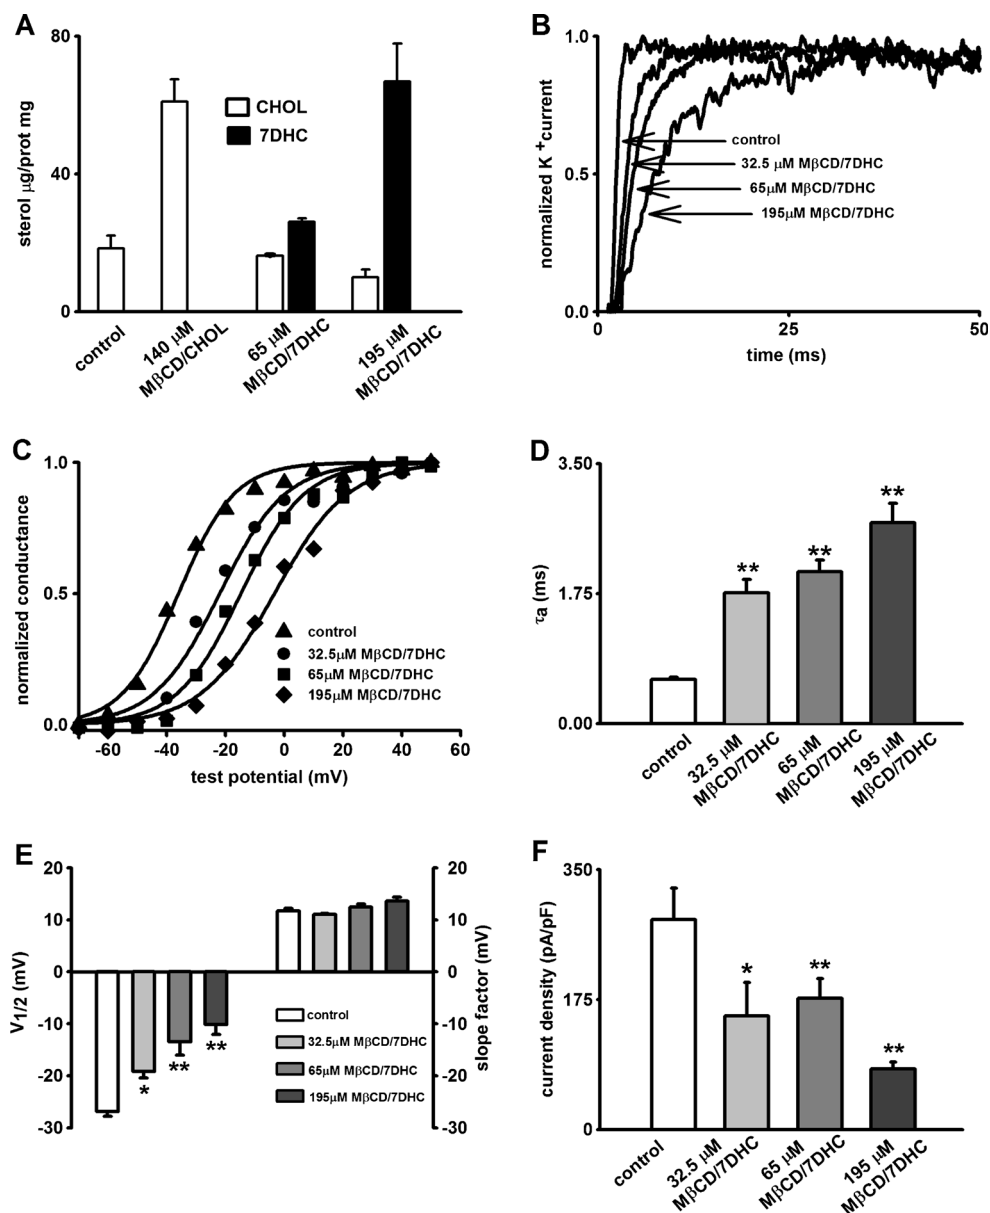 A
80
40
0
sterol µg/prot mg
CHOL
7DHC
control
140 µM
MβCD/CHOL
65 µM
MβCD/7DHC
195 µM
MβCD/7DHC
B
1.0
0.5
0.0
normalized K +current
control
32.5 µM MβCD/7DHC
65µM MβCD/7DHC
195µM MβCD/7DHC
0
25
50
time (ms)
C
1.0
0.5
0.0
normalized conductance
control
32.5µM MβCD/7DHC
65µM MβCD/7DHC
195µM MβCD/7DHC
-60
-40
-20
0
20
40
60
test potential (mV)
D
3.50
1.75
0.00
τa (ms)
**
**
**
control
32.5 µM
MβCD/7DHC
65 µM
MβCD/7DHC
195 µM
MβCD/7DHC
E
20
10
0
-10
-20
-30
V1/2 (mV)
*
**
**
control
32.5µM MβCD/7DHC
65µM MβCD/7DHC
195µM MβCD/7DHC
20
10
0
-10
-20
-30
slope factor (mV)
F
350
175
0
current density (pA/pF)
*
**
**
control
32.5 µM
MβCD/7DHC
65 µM
MβCD/7DHC
195 µM
MβCD/7DHC